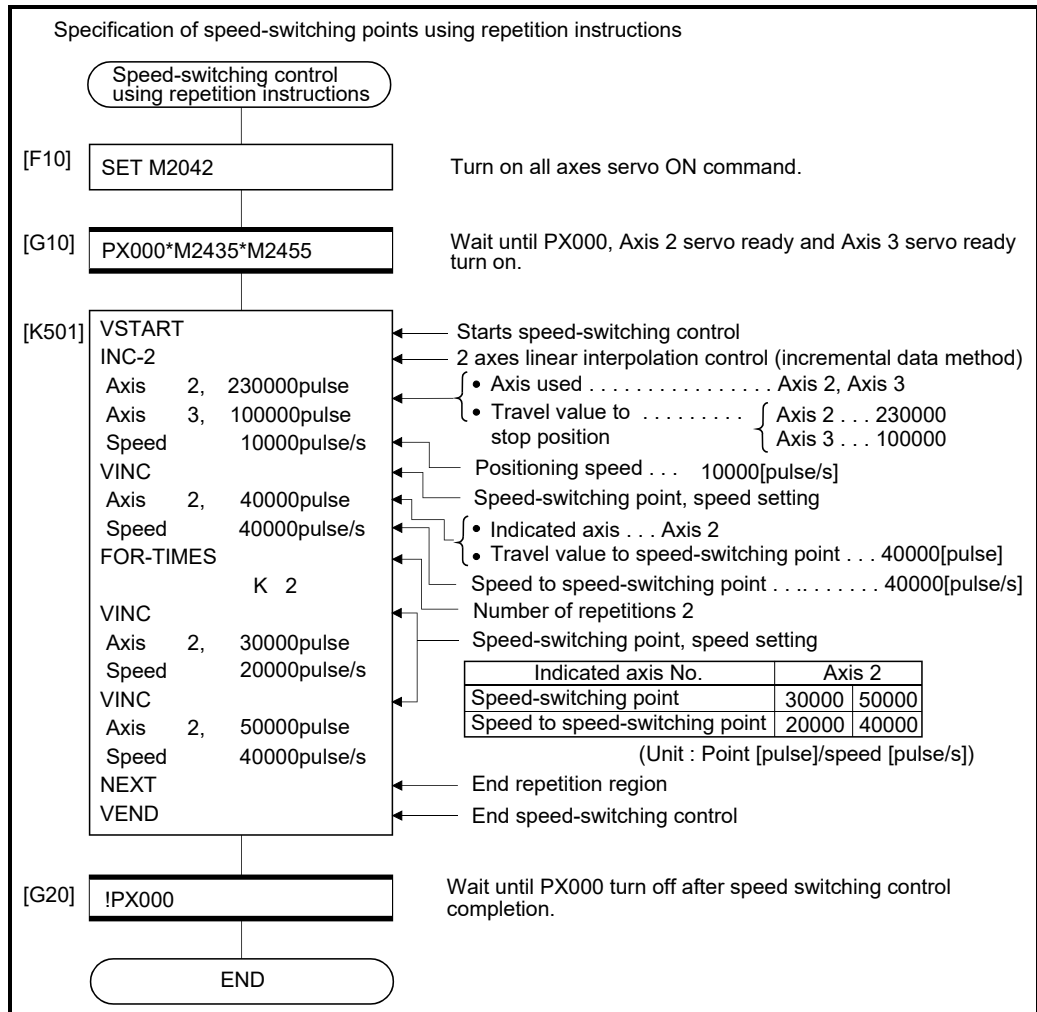 Specification of speed-switching points using repetition instructions
Speed-switching control
using repetition instructions
[F10] SET M2042 Turn on all axes servo ON command.
[G10] PX000*M2435*M2455 Wait until PX000, Axis 2 servo ready and Axis 3 servo ready
turn on.
[K501] VSTART Starts speed-switching control
INC-2 2 axes linear interpolation control (incremental data method)
Axis 2, 230000pulse • Axis used . . . . . . . . . . . . . . . . Axis 2, Axis 3
Axis 3, 100000pulse • Travel value to . . . . . . . . . Axis 2 . . . 230000
stop position Axis 3 . . . 100000
Speed 10000pulse/s
Positioning speed . . . 10000[pulse/s]
VINC
Speed-switching point, speed setting
Axis 2, 40000pulse
Speed 40000pulse/s • Indicated axis . . . Axis 2
• Travel value to speed-switching point . . . 40000[pulse]
FOR-TIMES
K 2 Speed to speed-switching point . . .. . . . . . . . 40000[pulse/s]
VINC Number of repetitions 2
Axis 2, 30000pulse Speed-switching point, speed setting
Speed 20000pulse/s Indicated axis No. Axis 2
VINC Speed-switching point 30000 50000
Axis 2, 50000pulse Speed to speed-switching point 20000 40000
Speed 40000pulse/s (Unit : Point [pulse]/speed [pulse/s])
NEXT End repetition region
VEND End speed-switching control
[G20] !PX000 Wait until PX000 turn off after speed switching control
completion.
END